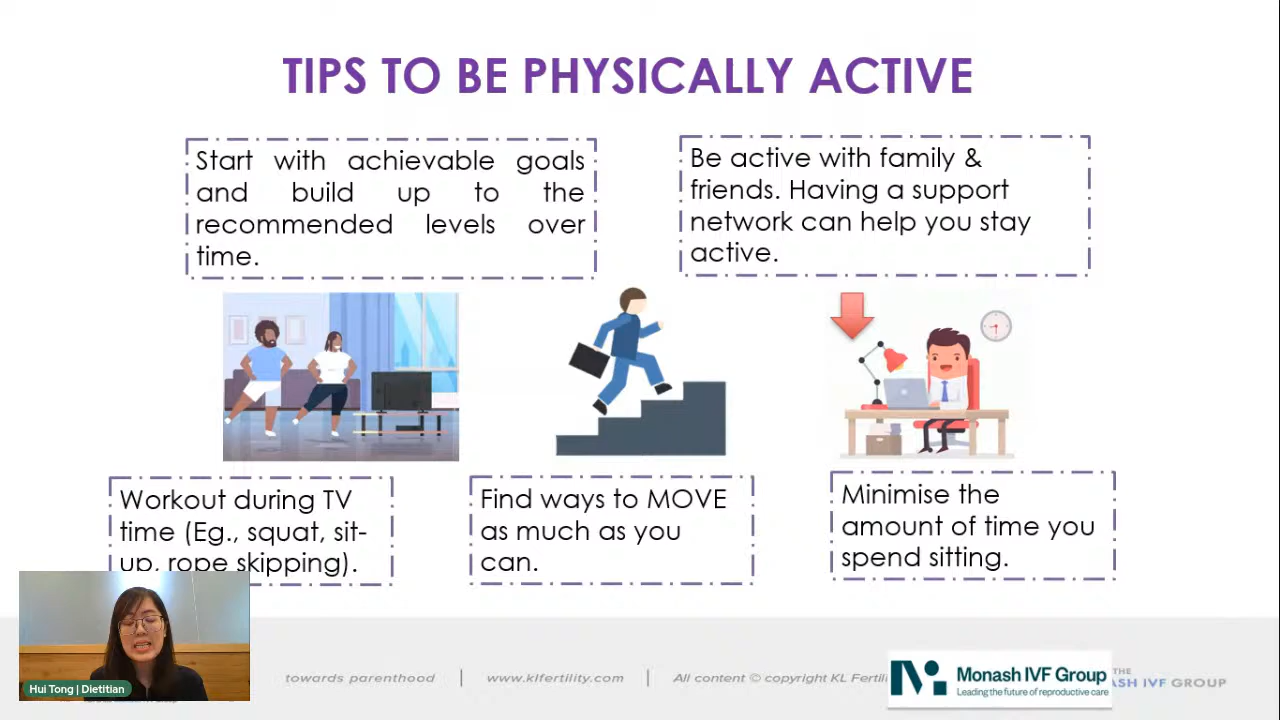 TIPS TO BE PHYSICALLY ACTIVE
Start with achievable goals
and build up to the
recommended levels over
time.
Be active with family &
friends. Having a support
network can help you stay
active.
Workout during TV
time (Eg., squat, sit-
up, rope skipping).
Find ways to MOVE
as much as you
can.
Minimise the
amount of time you
spend sitting.
Hui Tong | Dietitian
towards parenthood | www.klfertility.com | All content © copyright KL
Monash IVF Group
Leading the future of reproductive care
THE
IVF GROUP